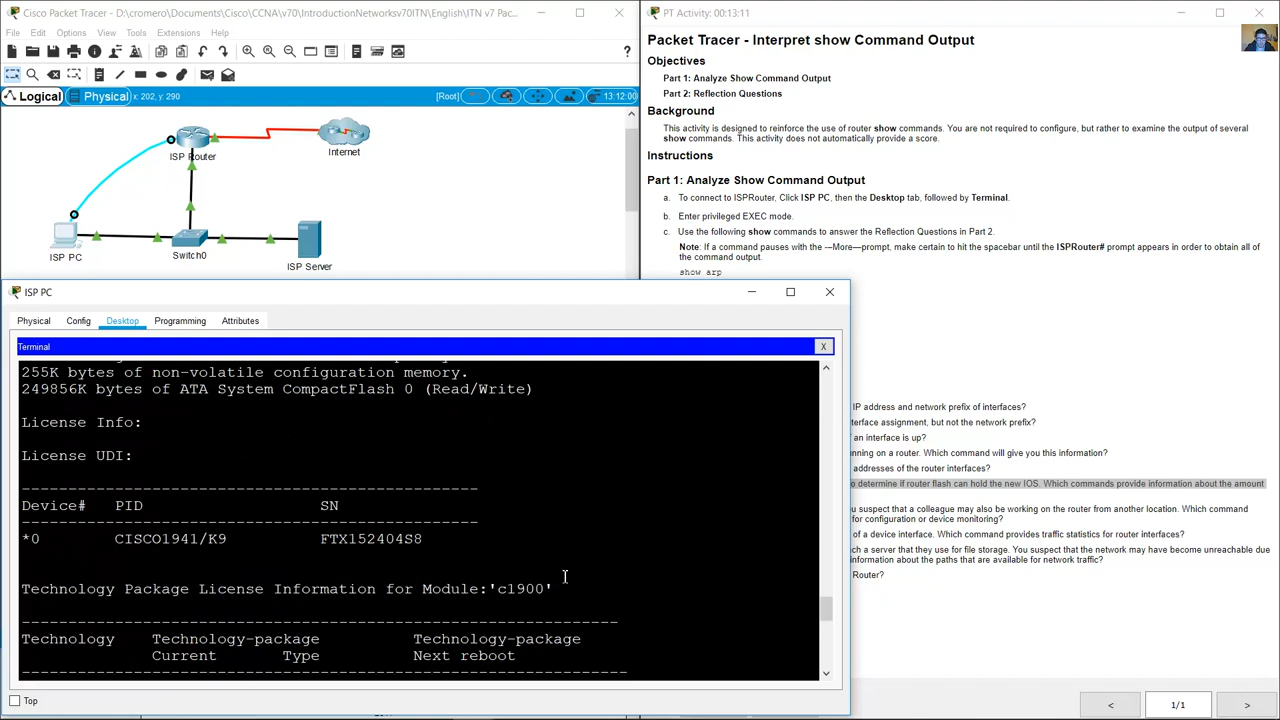 Cisco Packet Tracer - C:\Users\cromero\Documents\Cisco\CCNA\v70\IntroductionNetworksv70ITN\English\ITN v7 Pac...
File Edit Options View Tools Extensions Help
Logical Physical x: 202, y: 290 [Root] 13:12:00
ISP Router
Internet
ISP PC
Switch0
ISP Server
PT Activity: 00:13:11
Packet Tracer - Interpret show Command Output
Objectives
Part 1: Analyze Show Command Output
Part 2: Reflection Questions
Background
This activity is designed to reinforce the use of router show commands. You are not required to configure, but rather to examine the output of several
show commands. This activity does not automatically provide a score.
Instructions
Part 1: Analyze Show Command Output
a. To connect to ISPRouter, Click ISP PC, then the Desktop tab, followed by Terminal.
b. Enter privileged EXEC mode.
c. Use the following show commands to answer the Reflection Questions in Part 2.
Note: If a command pauses with the --More—prompt, make certain to hit the spacebar until the ISPRouter# prompt appears in order to obtain all of
the command output.
show arp
IP address and network prefix of interfaces?
terface assignment, but not the network prefix?
f an interface is up?
unning on a router. Which command will give you this information?
addresses of the router interfaces?
o determine if router flash can hold the new IOS. Which commands provide information about the amount
ou suspect that a colleague may also be working on the router from another location. Which command
for configuration or device monitoring?
of a device interface. Which command provides traffic statistics for router interfaces?
ch a server that they use for file storage. You suspect that the network may have become unreachable due
information about the paths that are available for network traffic?
Router?
< 1/1 >
ISP PC
Physical Config Desktop Programming Attributes
Terminal X
255K bytes of non-volatile configuration memory.
249856K bytes of ATA System CompactFlash 0 (Read/Write)
License Info:
License UDI:
-------------------------------------------------
Device# PID SN
-------------------------------------------------
*0 CISCO1941/K9 FTX152404S8
Technology Package License Information for Module:'c1900'
----------------------------------------------------------------
Technology Technology-package Technology-package
Current Type Next reboot
-----------------------------------------------------------------
Top